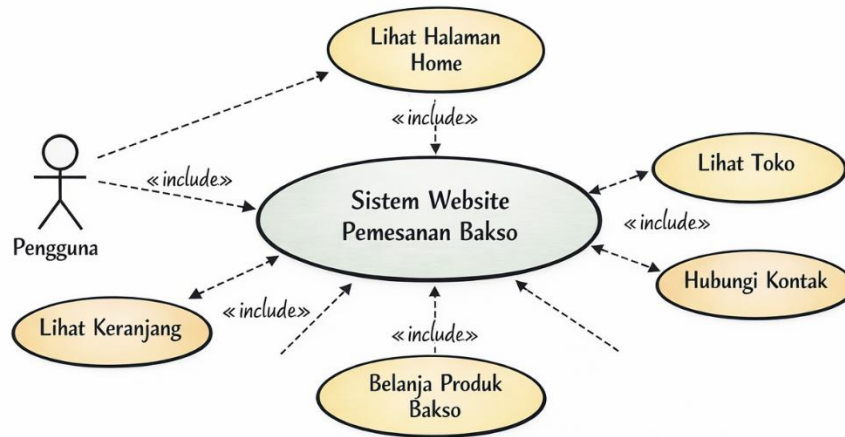 Lihat Halaman
Home
«include»
«include»
Lihat Toko
Sistem Website
Pemesanan Bakso
«include»
Pengguna
Hubungi Kontak
Lihat Keranjang
«include»
«include»
Belanja Produk
Bakso